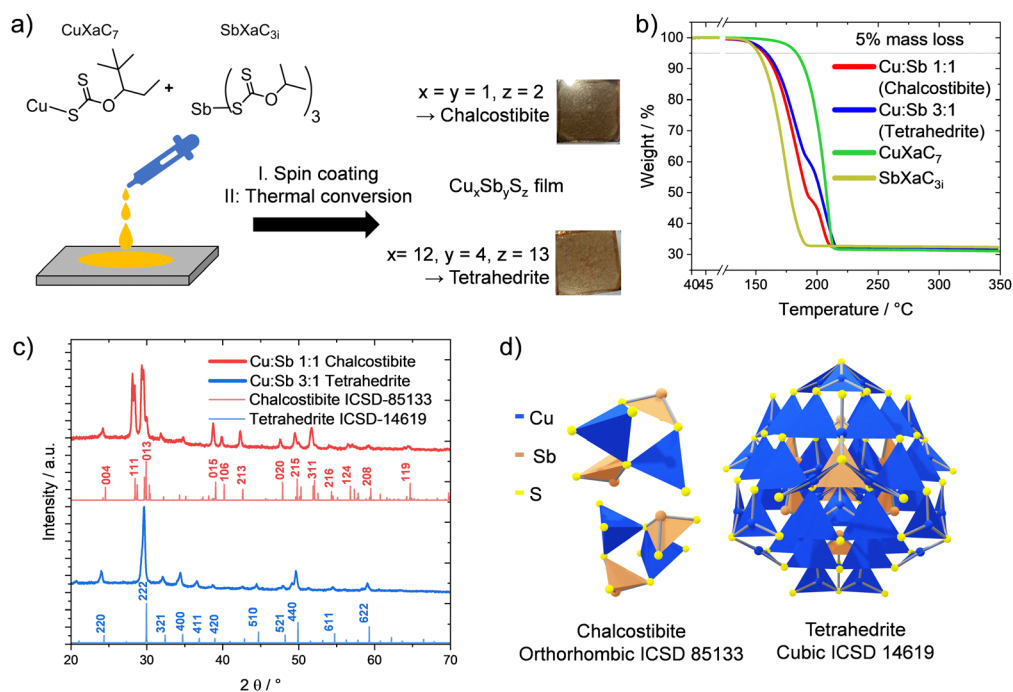 a)
CuXaC₇
SbXaC₃ᵢ
S
Cu
S
O
+
Sb
S
S
O
3
x = y = 1, z = 2
→ Chalcostibite
I. Spin coating
II: Thermal conversion
CuₓSbᵧS_z film
x= 12, y = 4, z = 13
→ Tetrahedrite
b)
5% mass loss
Cu:Sb 1:1
(Chalcostibite)
Cu:Sb 3:1
(Tetrahedrite)
CuXaC₇
SbXaC₃ᵢ
Weight / %
100
90
80
70
60
50
40
30
4045 150 200 250 300 350
Temperature / °C
c)
Cu:Sb 1:1 Chalcostibite
Cu:Sb 3:1 Tetrahedrite
Chalcostibite ICSD-85133
Tetrahedrite ICSD-14619
Intensity / a.u.
004 111 013 015 106 213 020 215 311 216 124 208 119
220 222 321 400 411 420 510 521 440 611 622
20 30 40 50 60 70
2 θ / °
d)
Cu
Sb
S
Chalcostibite
Orthorhombic ICSD 85133
Tetrahedrite
Cubic ICSD 14619